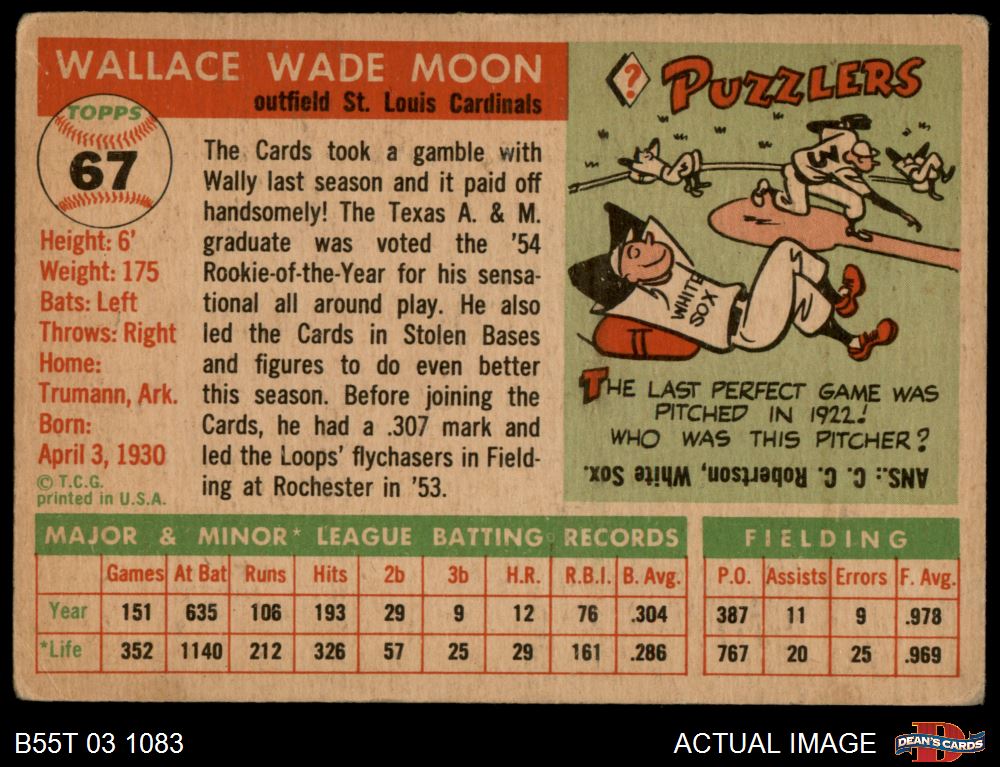 WALLACE WADE MOON
outfield St. Louis Cardinals
TOPPS
67
Height: 6'
Weight: 175
Bats: Left
Throws: Right
Home:
Trumann, Ark.
Born:
April 3, 1930
© T.C.G.
printed in U.S.A.
The Cards took a gamble with
Wally last season and it paid off
handsomely! The Texas A. & M.
graduate was voted the '54
Rookie-of-the-Year for his sensa-
tional all around play. He also
led the Cards in Stolen Bases
and figures to do even better
this season. Before joining the
Cards, he had a .307 mark and
led the Loops' flychasers in Field-
ing at Rochester in '53.
? PUZZLERS
3
WHITE
SOX
THE LAST PERFECT GAME WAS
PITCHED IN 1922!
WHO WAS THIS PITCHER?
ANS.: C. C. Robertson, White Sox.
MAJOR & MINOR* LEAGUE BATTING RECORDS
Games At Bat Runs Hits 2b 3b H.R. R.B.I. B. Avg.
Year 151 635 106 193 29 9 12 76 .304
*Life 352 1140 212 326 57 25 29 161 .286
FIELDING
P.O. Assists Errors F. Avg.
387 11 9 .978
767 20 25 .969
B55T 03 1083
ACTUAL IMAGE
D
DEAN'S CARDS